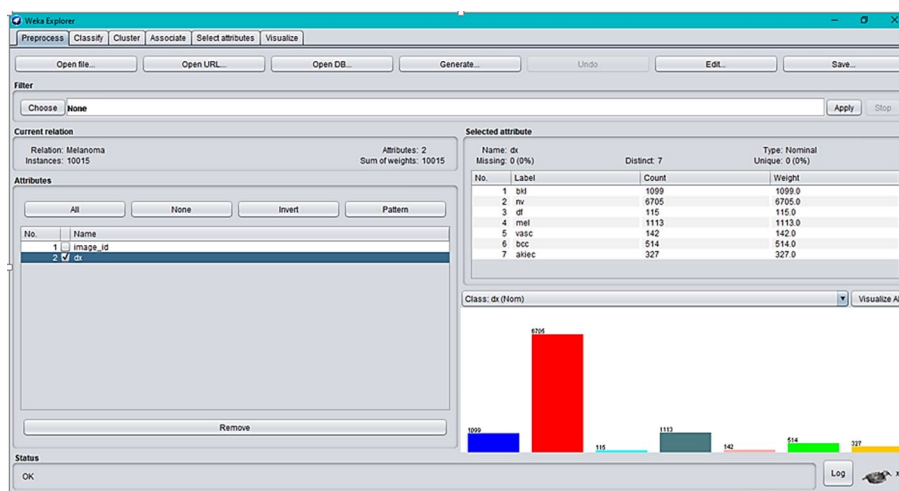 Weka Explorer
Preprocess Classify Cluster Associate Select attributes Visualize
Open file... Open URL... Open DB... Generate... Undo Edit... Save...
Filter
Choose None Apply Stop
Current relation
Relation: Melanoma Attributes: 2
Instances: 10015 Sum of weights: 10015
Attributes
All None Invert Pattern
No. Name
1 image_id
2 dx
Remove
Selected attribute
Name: dx Type: Nominal
Missing: 0 (0%) Distinct: 7 Unique: 0 (0%)
No. Label Count Weight
1 bkl 1099 1099.0
2 nv 6705 6705.0
3 df 115 115.0
4 mel 1113 1113.0
5 vasc 142 142.0
6 bcc 514 514.0
7 akiec 327 327.0
Class: dx (Nom) Visualize Al
1099 6705 115 1113 142 514 327
Status
OK Log x